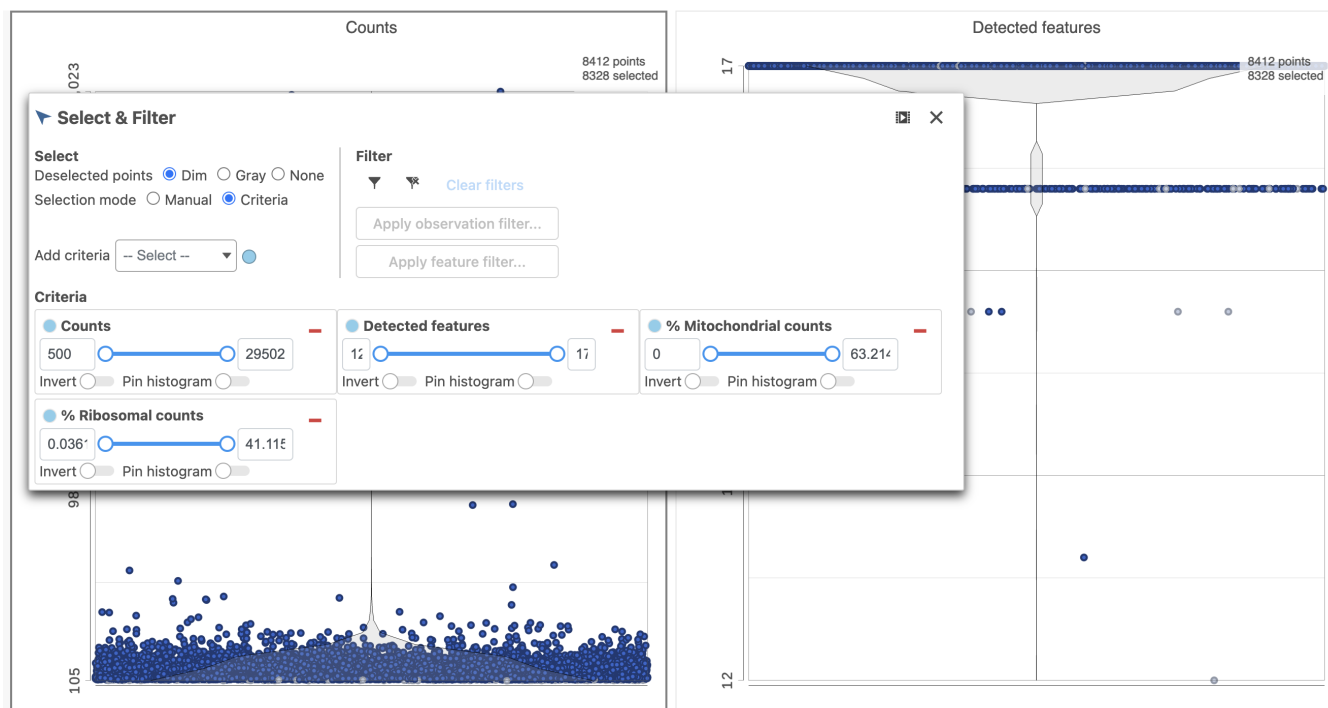 Counts
Detected features
8412 points
8328 selected
8412 points
8328 selected
17
Select & Filter
Select
Deselected points Dim Gray None
Selection mode Manual Criteria
Add criteria -- Select --
Filter
Clear filters
Apply observation filter...
Apply feature filter...
Criteria
Counts
500 29502
Invert Pin histogram
Detected features
12 17
Invert Pin histogram
% Mitochondrial counts
0 63.214
Invert Pin histogram
% Ribosomal counts
41.115
Invert Pin histogram
105
12